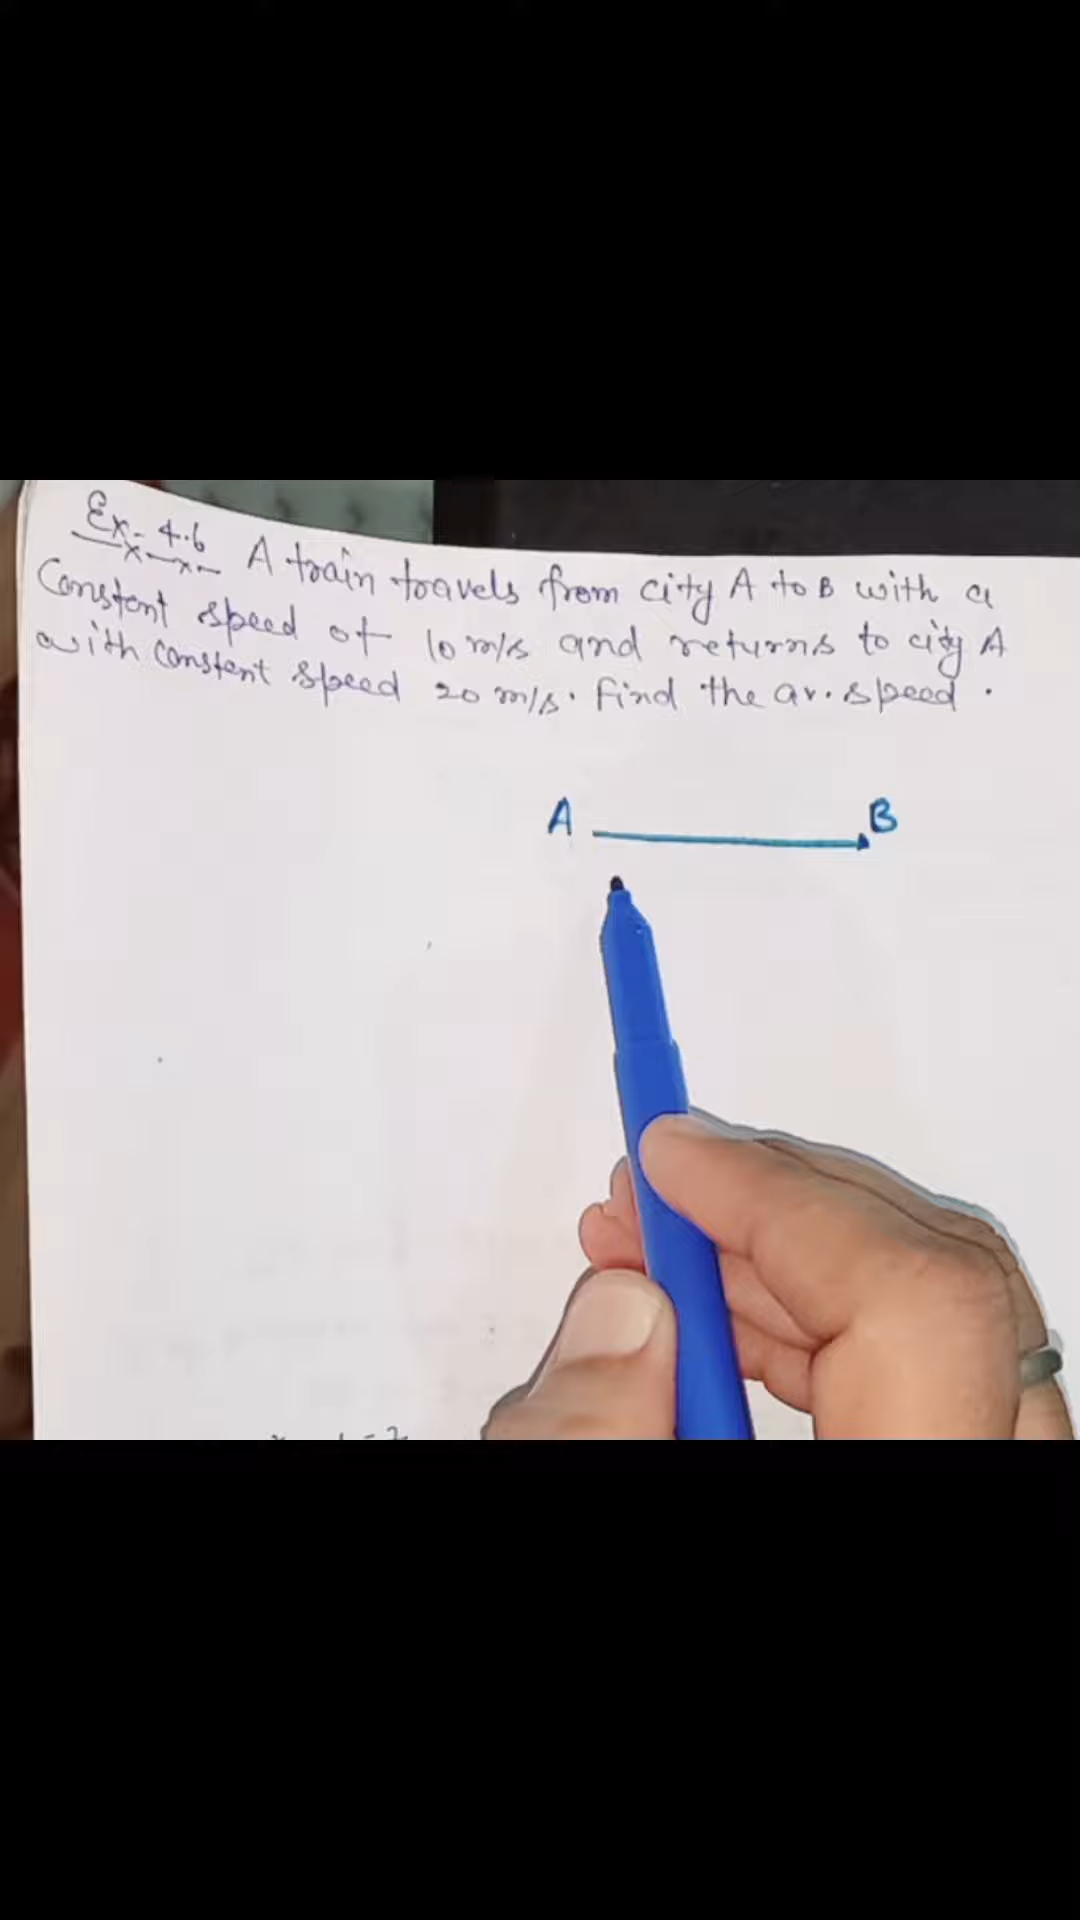 Ex- 4.6 A train travels from city A to B with a
Constant speed of 10 m/s and returns to city A
with constant speed 20 m/s. Find the av. speed .
A B